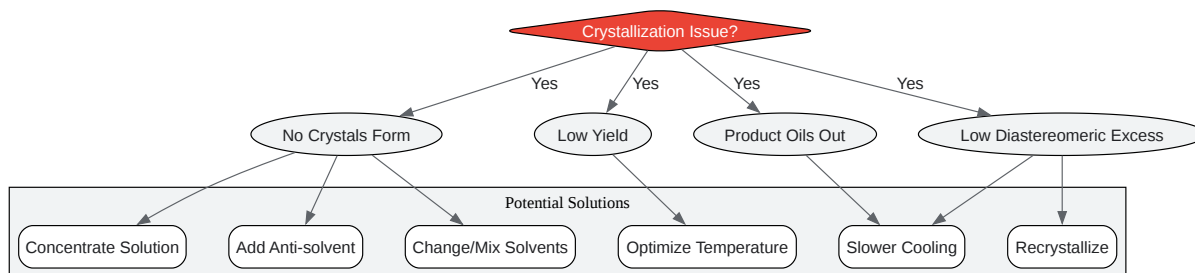 Crystallization Issue?
Yes
Yes
Yes
Yes
No Crystals Form
Low Yield
Product Oils Out
Low Diastereomeric Excess
Potential Solutions
Concentrate Solution
Add Anti-solvent
Change/Mix Solvents
Optimize Temperature
Slower Cooling
Recrystallize